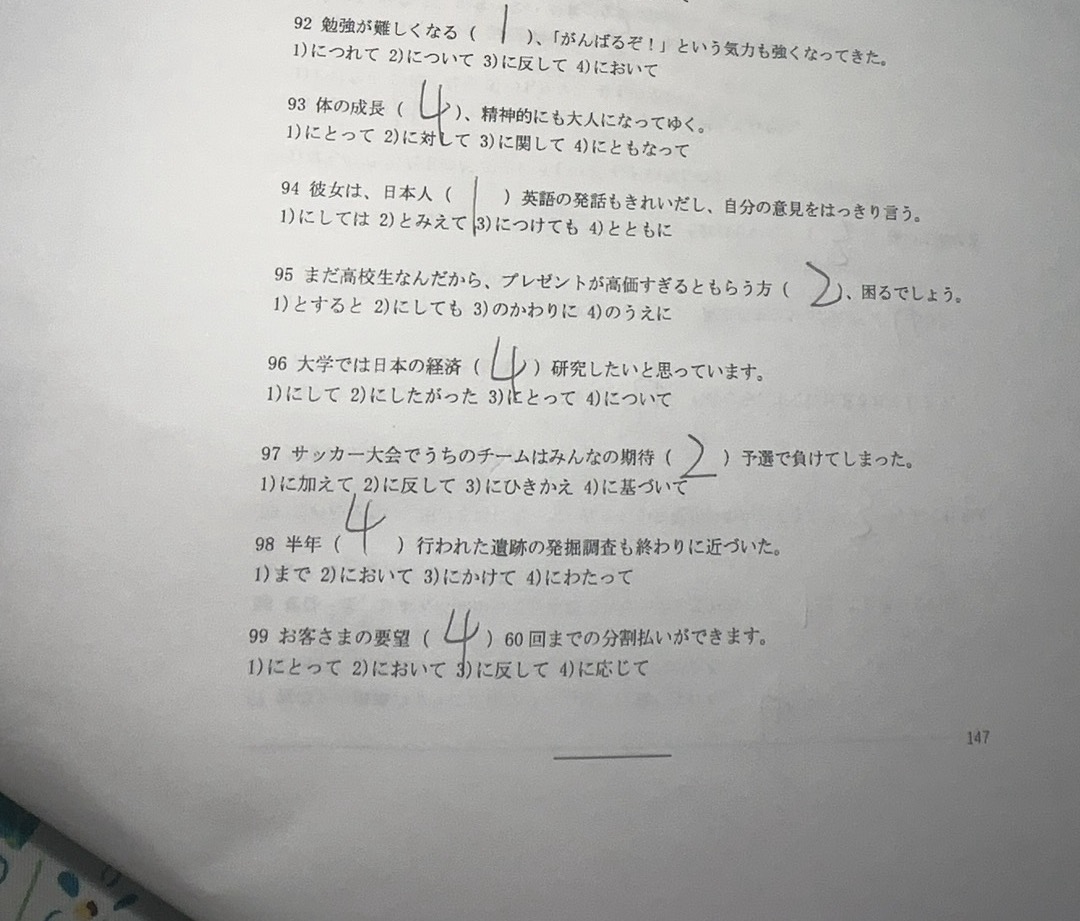 92 勉強が難しくなる( 1 )、「がんばるぞ!」という気力も強くなってきた。
1)につれて 2)について 3)に反して 4)において
93 体の成長( 4 )、精神的にも大人になってゆく。
1)にとって 2)に対して 3)に関して 4)にともなって
94 彼女は、日本人( 1 )英語の発話もきれいだし、自分の意見をはっきり言う。
1)にしては 2)とみえて 3)につけても 4)とともに
95 まだ高校生なんだから、プレゼントが高価すぎるともらう方( 2 )、困るでしょう。
1)とすると 2)にしても 3)のかわりに 4)のうえに
96 大学では日本の経済( 4 )研究したいと思っています。
1)にして 2)にしたがった 3)にとって 4)について
97 サッカー大会でうちのチームはみんなの期待( 2 )予選で負けてしまった。
1)に加えて 2)に反して 3)にひきかえ 4)に基づいて
98 半年( 4 )行われた遺跡の発掘調査も終わりに近づいた。
1)まで 2)において 3)にかけて 4)にわたって
99 お客さまの要望( 4 )60回までの分割払いができます。
1)にとって 2)において 3)に反して 4)に応じて
147